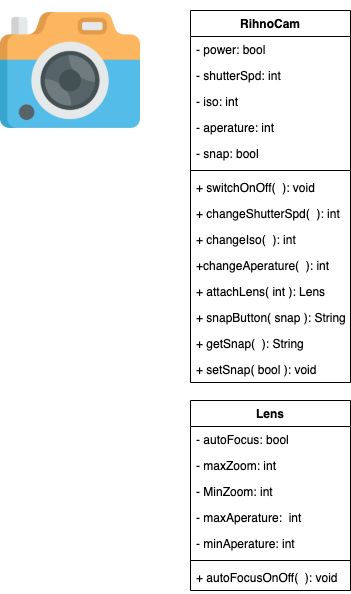 RihnoCam
- power: bool
- shutterSpd: int
- iso: int
- aperature: int
- snap: bool
+ switchOnOff( ): void
+ changeShutterSpd( ): int
+ changeIso( ): int
+changeAperature( ): int
+ attachLens( int ): Lens
+ snapButton( snap ): String
+ getSnap( ): String
+ setSnap( bool ): void
Lens
- autoFocus: bool
- maxZoom: int
- MinZoom: int
- maxAperature: int
- minAperature: int
+ autoFocusOnOff( ): void